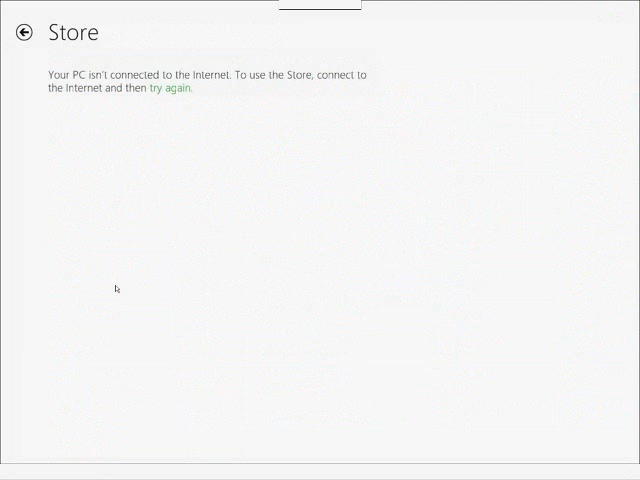 Store
Your PC isn't connected to the Internet. To use the Store, connect to
the Internet and then try again.